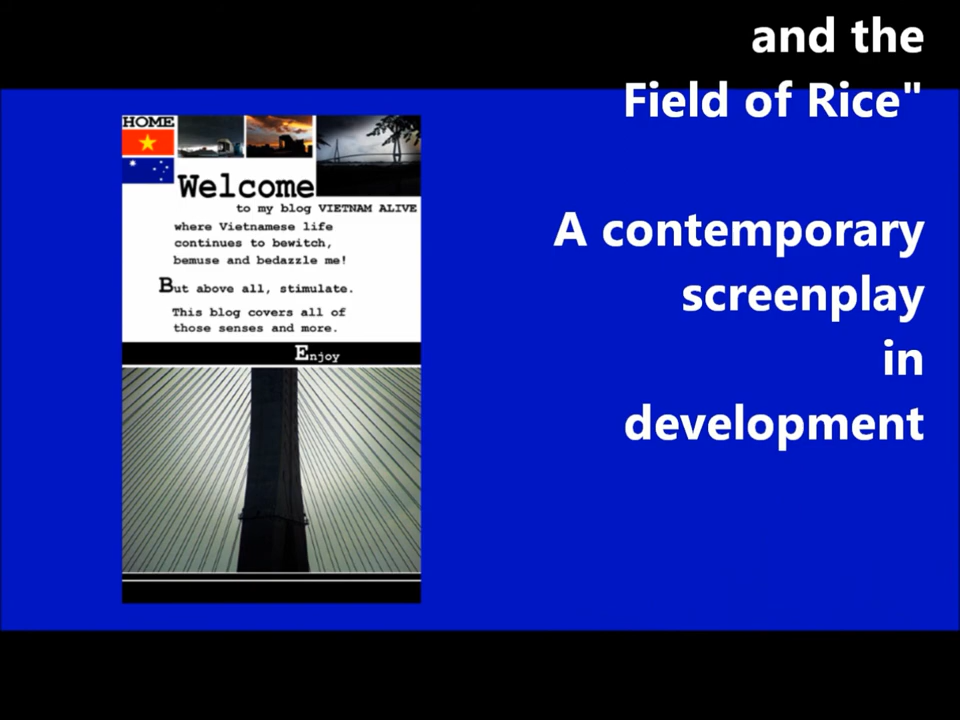 HOME
Welcome
to my blog VIETNAM ALIVE
where Vietnamese life
continues to bewitch,
bemuse and bedazzle me!
But above all, stimulate.
This blog covers all of
those senses and more.
Enjoy
and the
Field of Rice"
A contemporary
screenplay
in
development